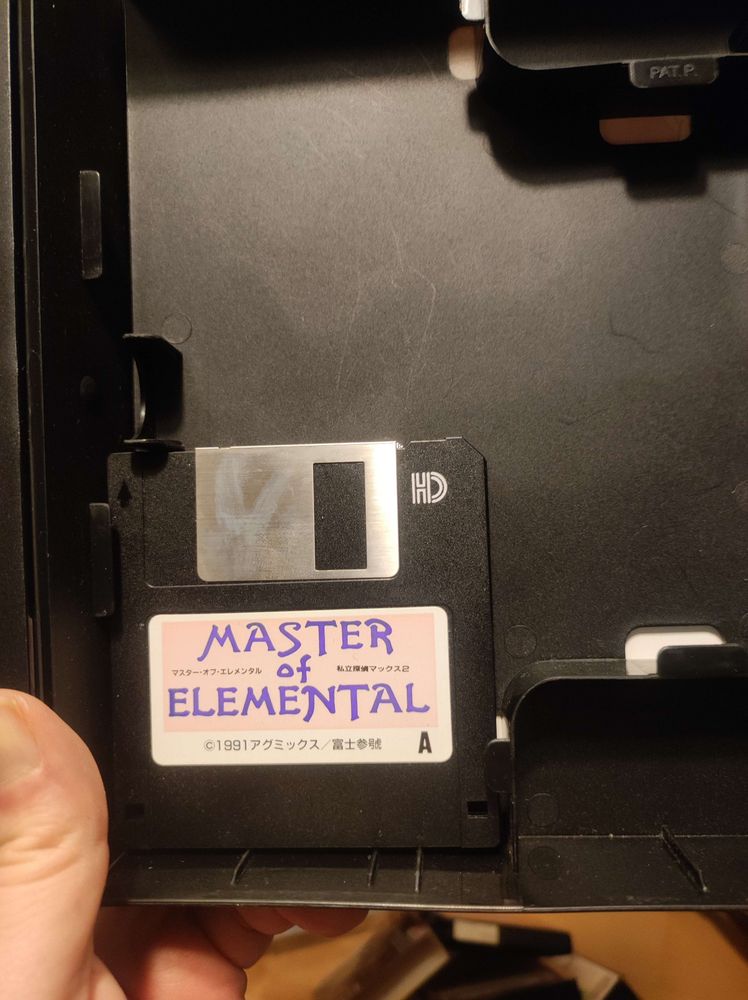 PAT.P.
HD
MASTER
マスター・オブ・エレメンタル of 私立探偵マックス2
ELEMENTAL
©1991アグミックス/富士参號 A